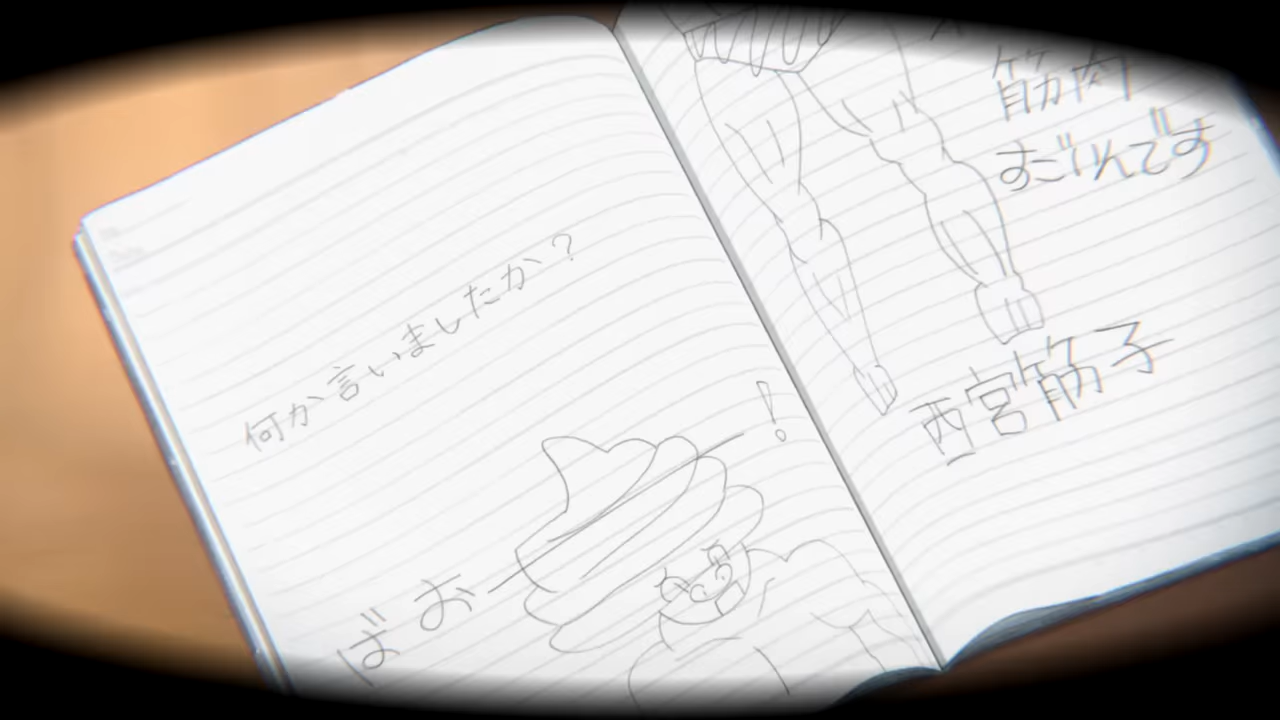 何か言いましたか?
ばおー!
筋肉
すごいんです
西宮筋子